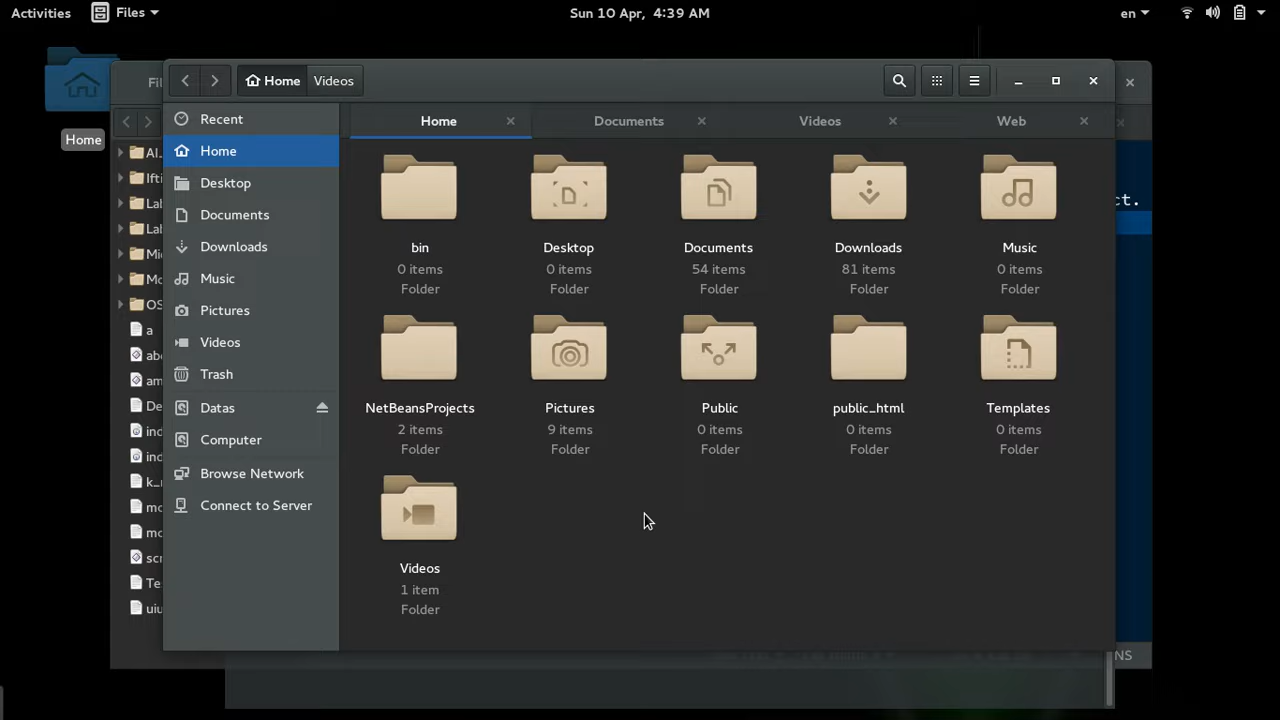 Activities Files Sun 10 Apr, 4:39 AM en
Home
Home Videos
Recent
Home
Desktop
Documents
Downloads
Music
Pictures
Videos
Trash
Datas
Computer
Browse Network
Connect to Server
Home Documents Videos Web
bin Desktop Documents Downloads Music
0 items 0 items 54 items 81 items 0 items
Folder Folder Folder Folder Folder
NetBeansProjects Pictures Public public_html Templates
2 items 9 items 0 items 0 items 0 items
Folder Folder Folder Folder Folder
Videos
1 item
Folder
a